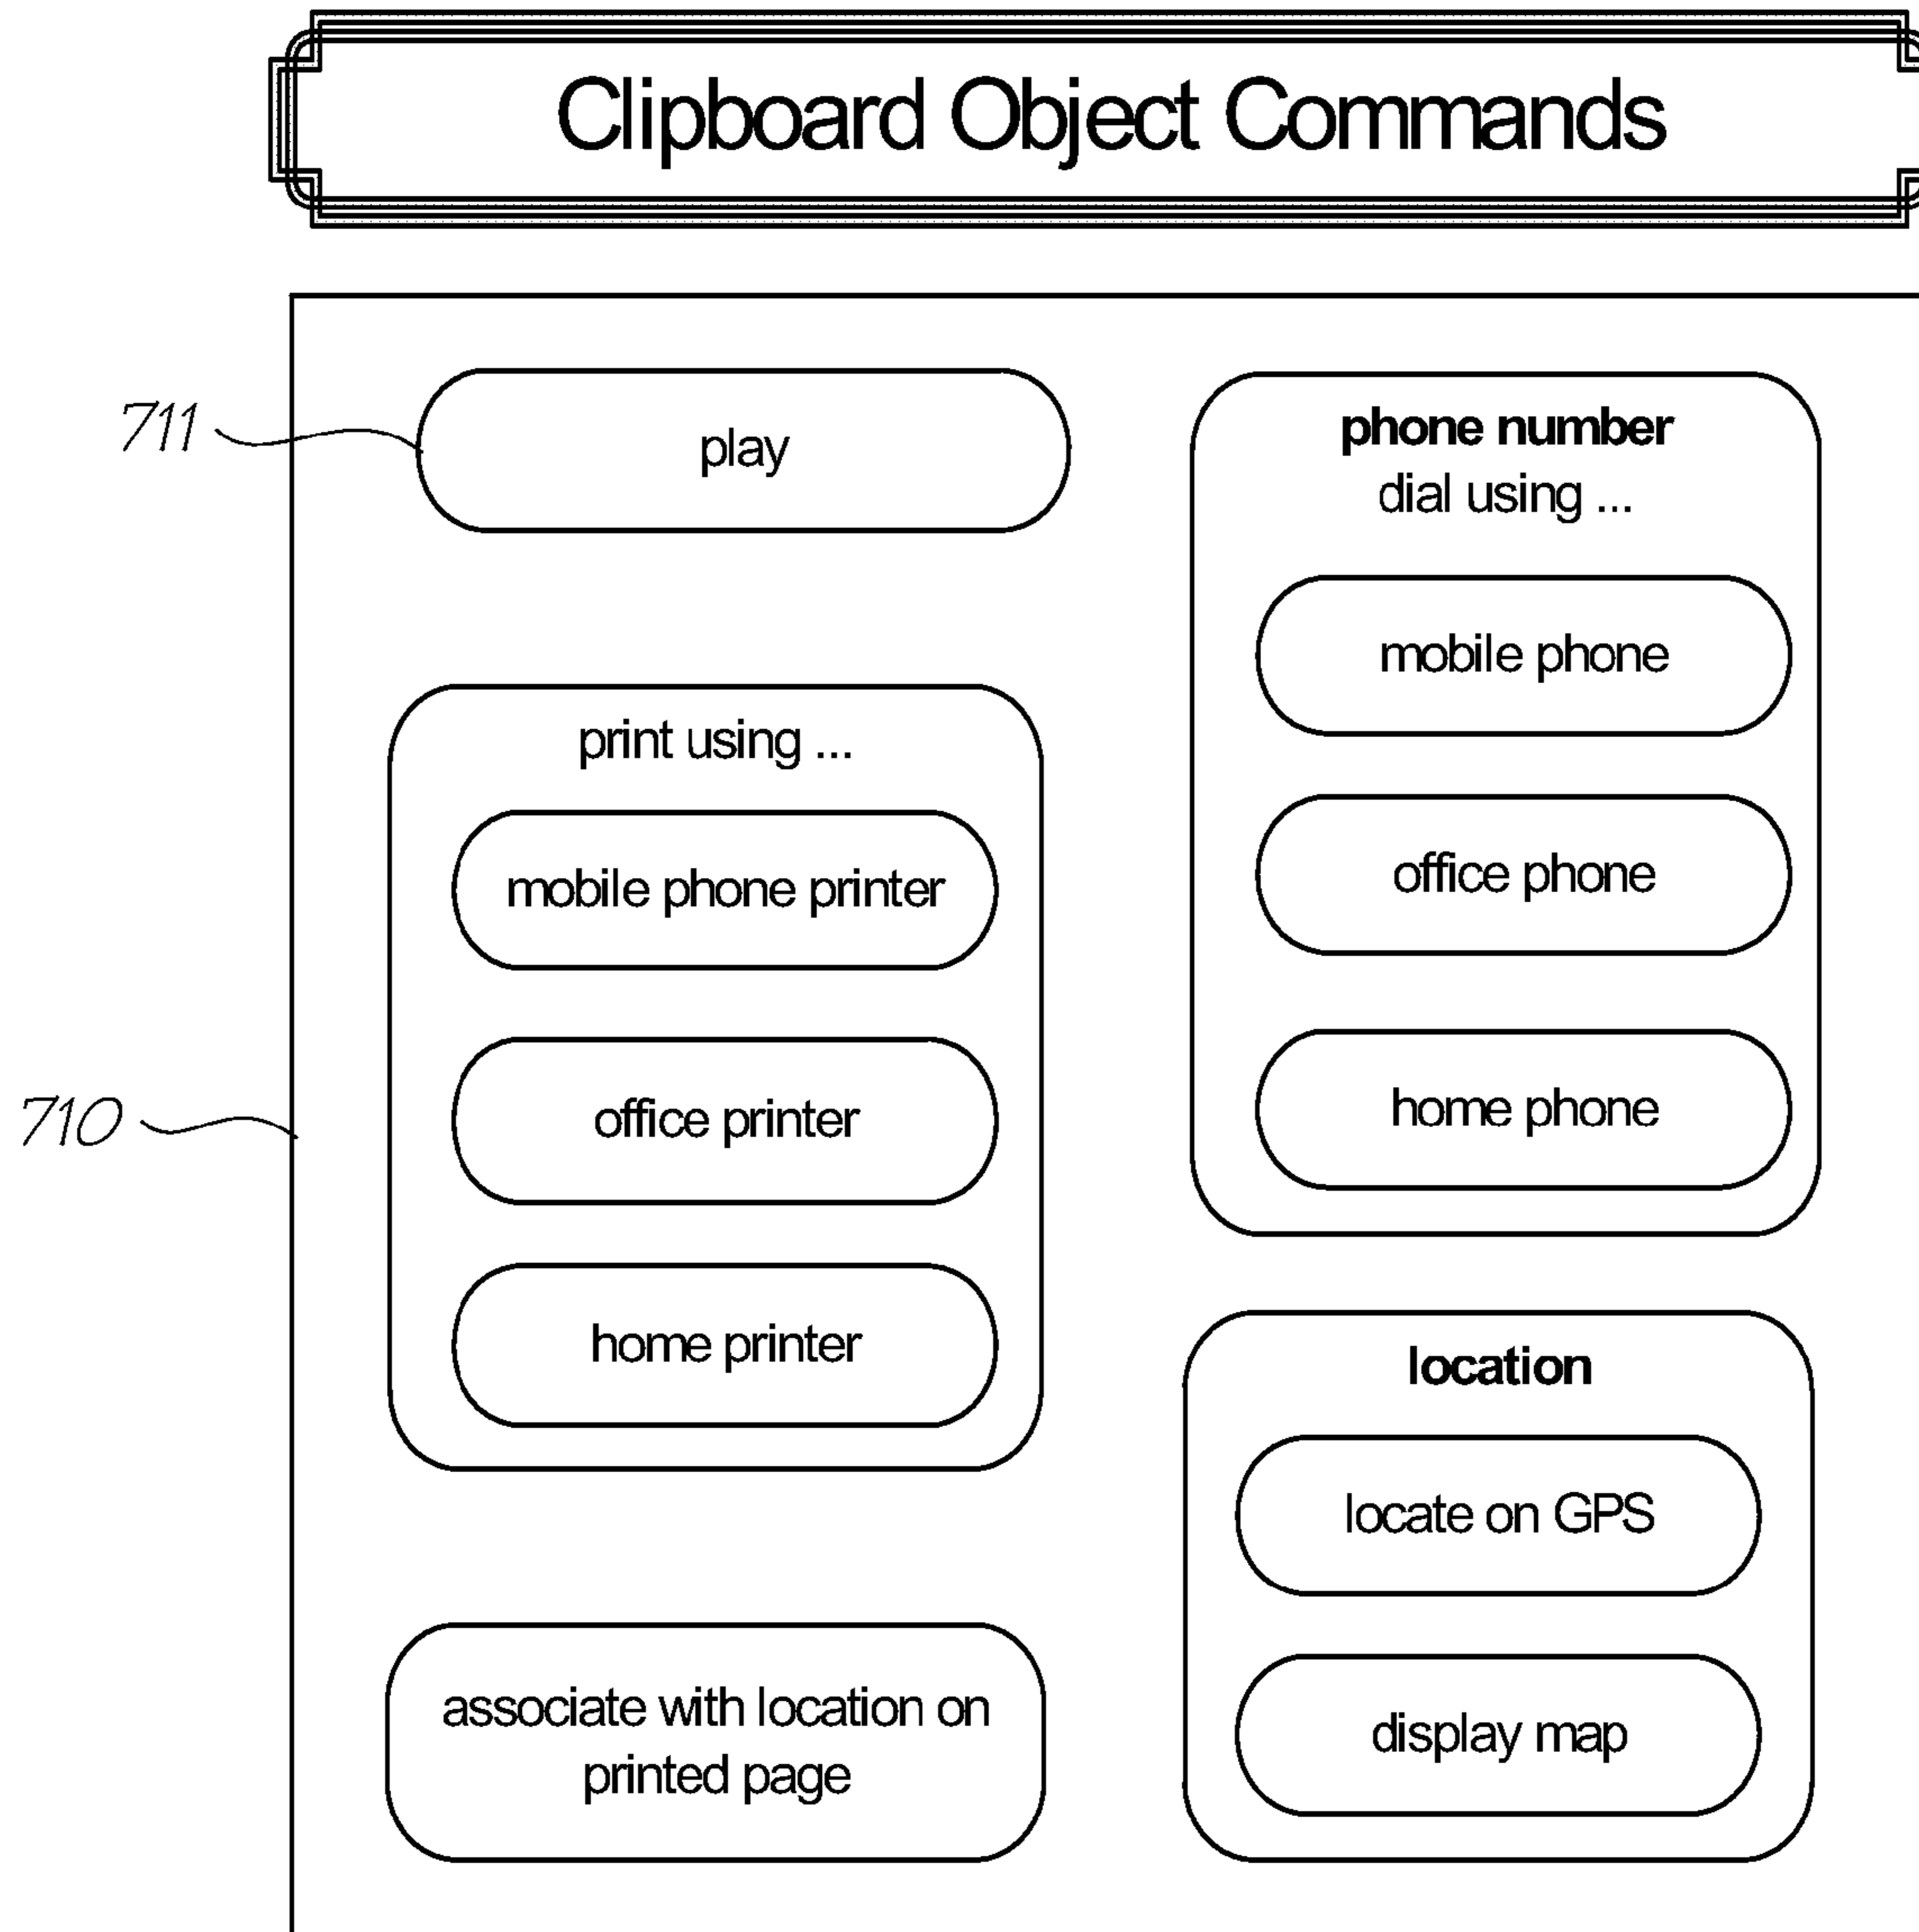 Clipboard Object Commands
711
play
print using ...
mobile phone printer
office printer
home printer
710
associate with location on
printed page
phone number
dial using ...
mobile phone
office phone
home phone
location
locate on GPS
display map